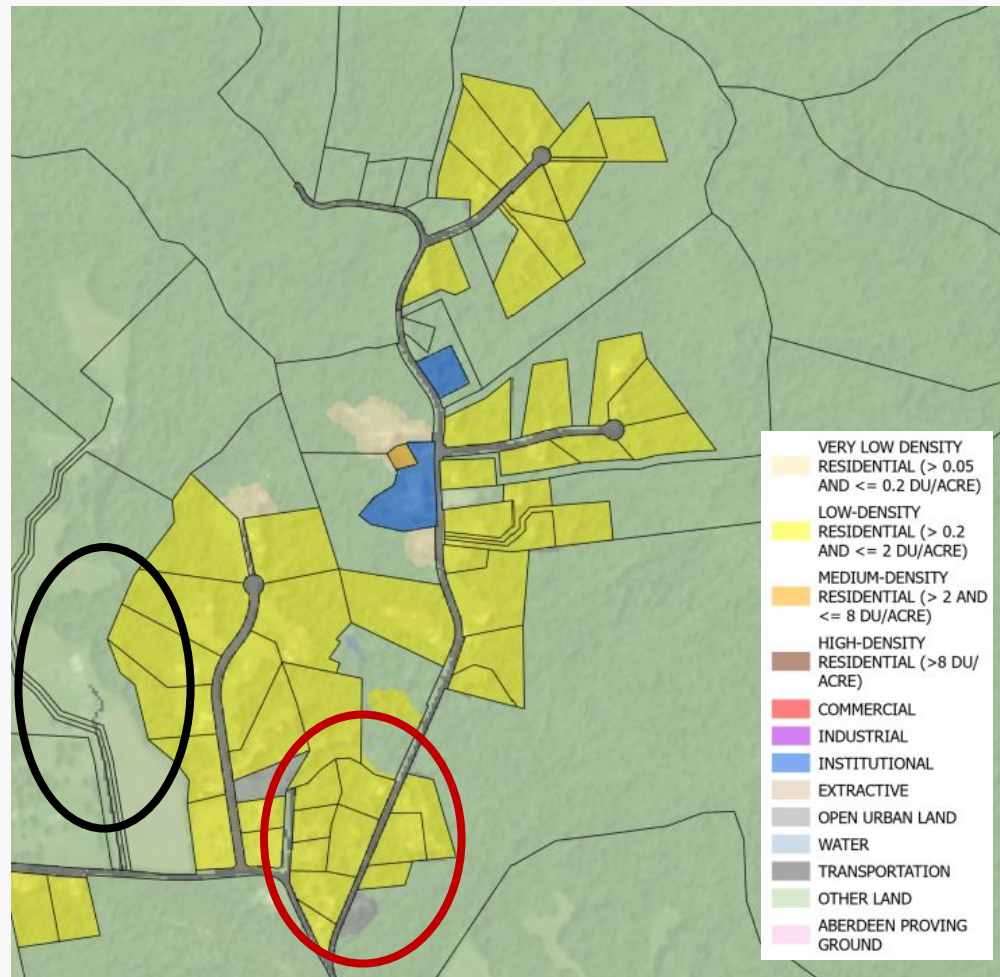 VERY LOW DENSITY
RESIDENTIAL (> 0.05
AND <= 0.2 DU/ACRE)
LOW-DENSITY
RESIDENTIAL (> 0.2
AND <= 2 DU/ACRE)
MEDIUM-DENSITY
RESIDENTIAL (> 2 AND
<= 8 DU/ACRE)
HIGH-DENSITY
RESIDENTIAL (>8 DU/
ACRE)
COMMERCIAL
INDUSTRIAL
INSTITUTIONAL
EXTRACTIVE
OPEN URBAN LAND
WATER
TRANSPORTATION
OTHER LAND
ABERDEEN PROVING
GROUND